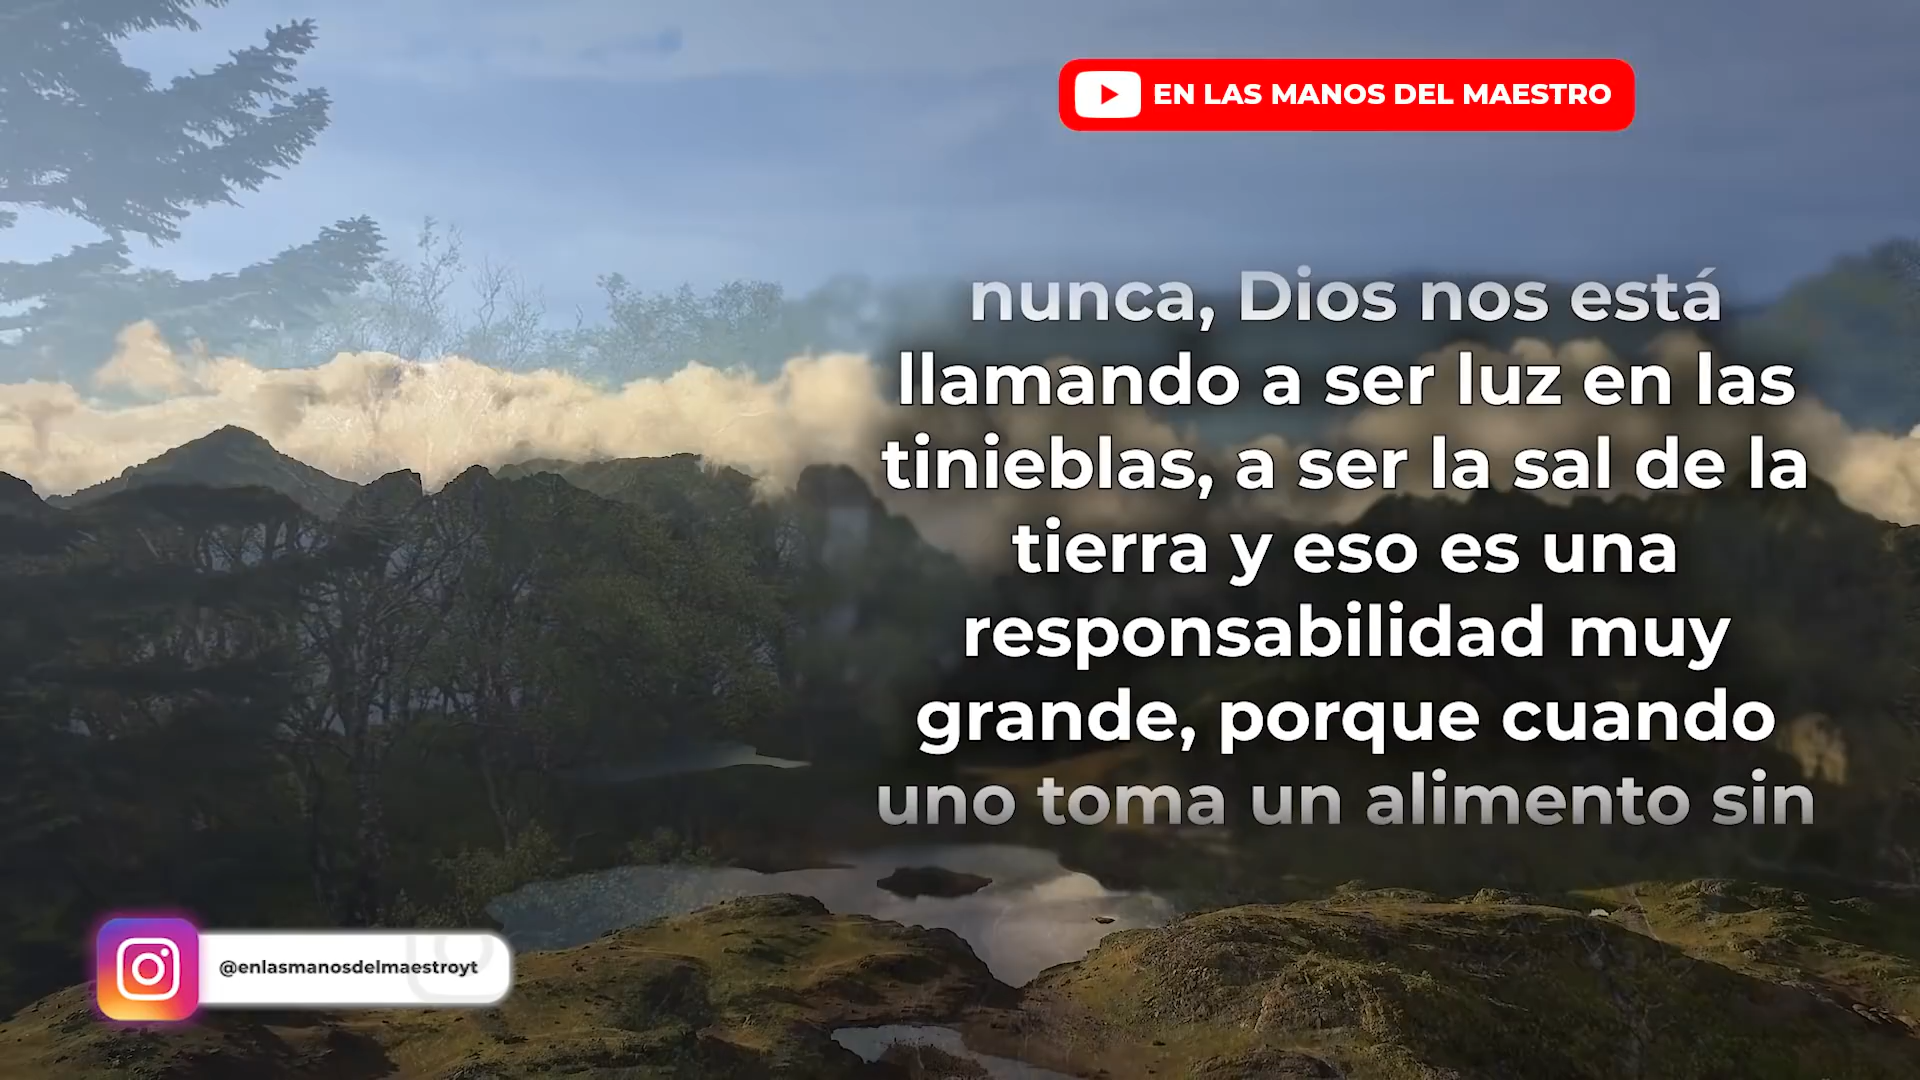 EN LAS MANOS DEL MAESTRO
nunca, Dios nos está
llamando a ser luz en las
tinieblas, a ser la sal de la
tierra y eso es una
responsabilidad muy
grande, porque cuando
uno toma un alimento sin
@enlasmanosdelmaestroyt